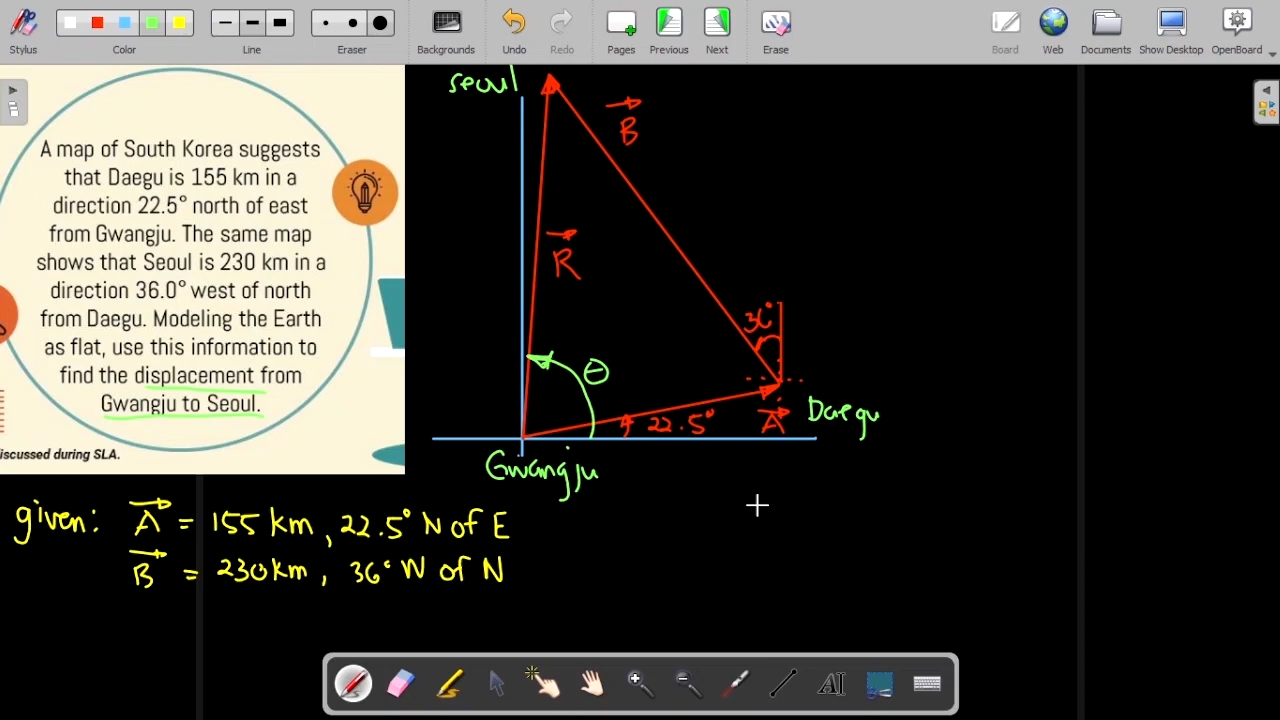 Stylus
Color
Line
Eraser
Backgrounds
Undo
Redo
Pages
Previous
Next
Erase
Board
Web
Documents
Show Desktop
OpenBoard
A map of South Korea suggests
that Daegu is 155 km in a
direction 22.5° north of east
from Gwangju. The same map
shows that Seoul is 230 km in a
direction 36.0° west of north
from Daegu. Modeling the Earth
as flat, use this information to
find the displacement from
Gwangju to Seoul.
iscussed during SLA.
seoul
B
R
36°
θ
22.5°
A
Daegu
Gwangju
given: A = 155 km, 22.5° N of E
B = 230km, 36° W of N
AI